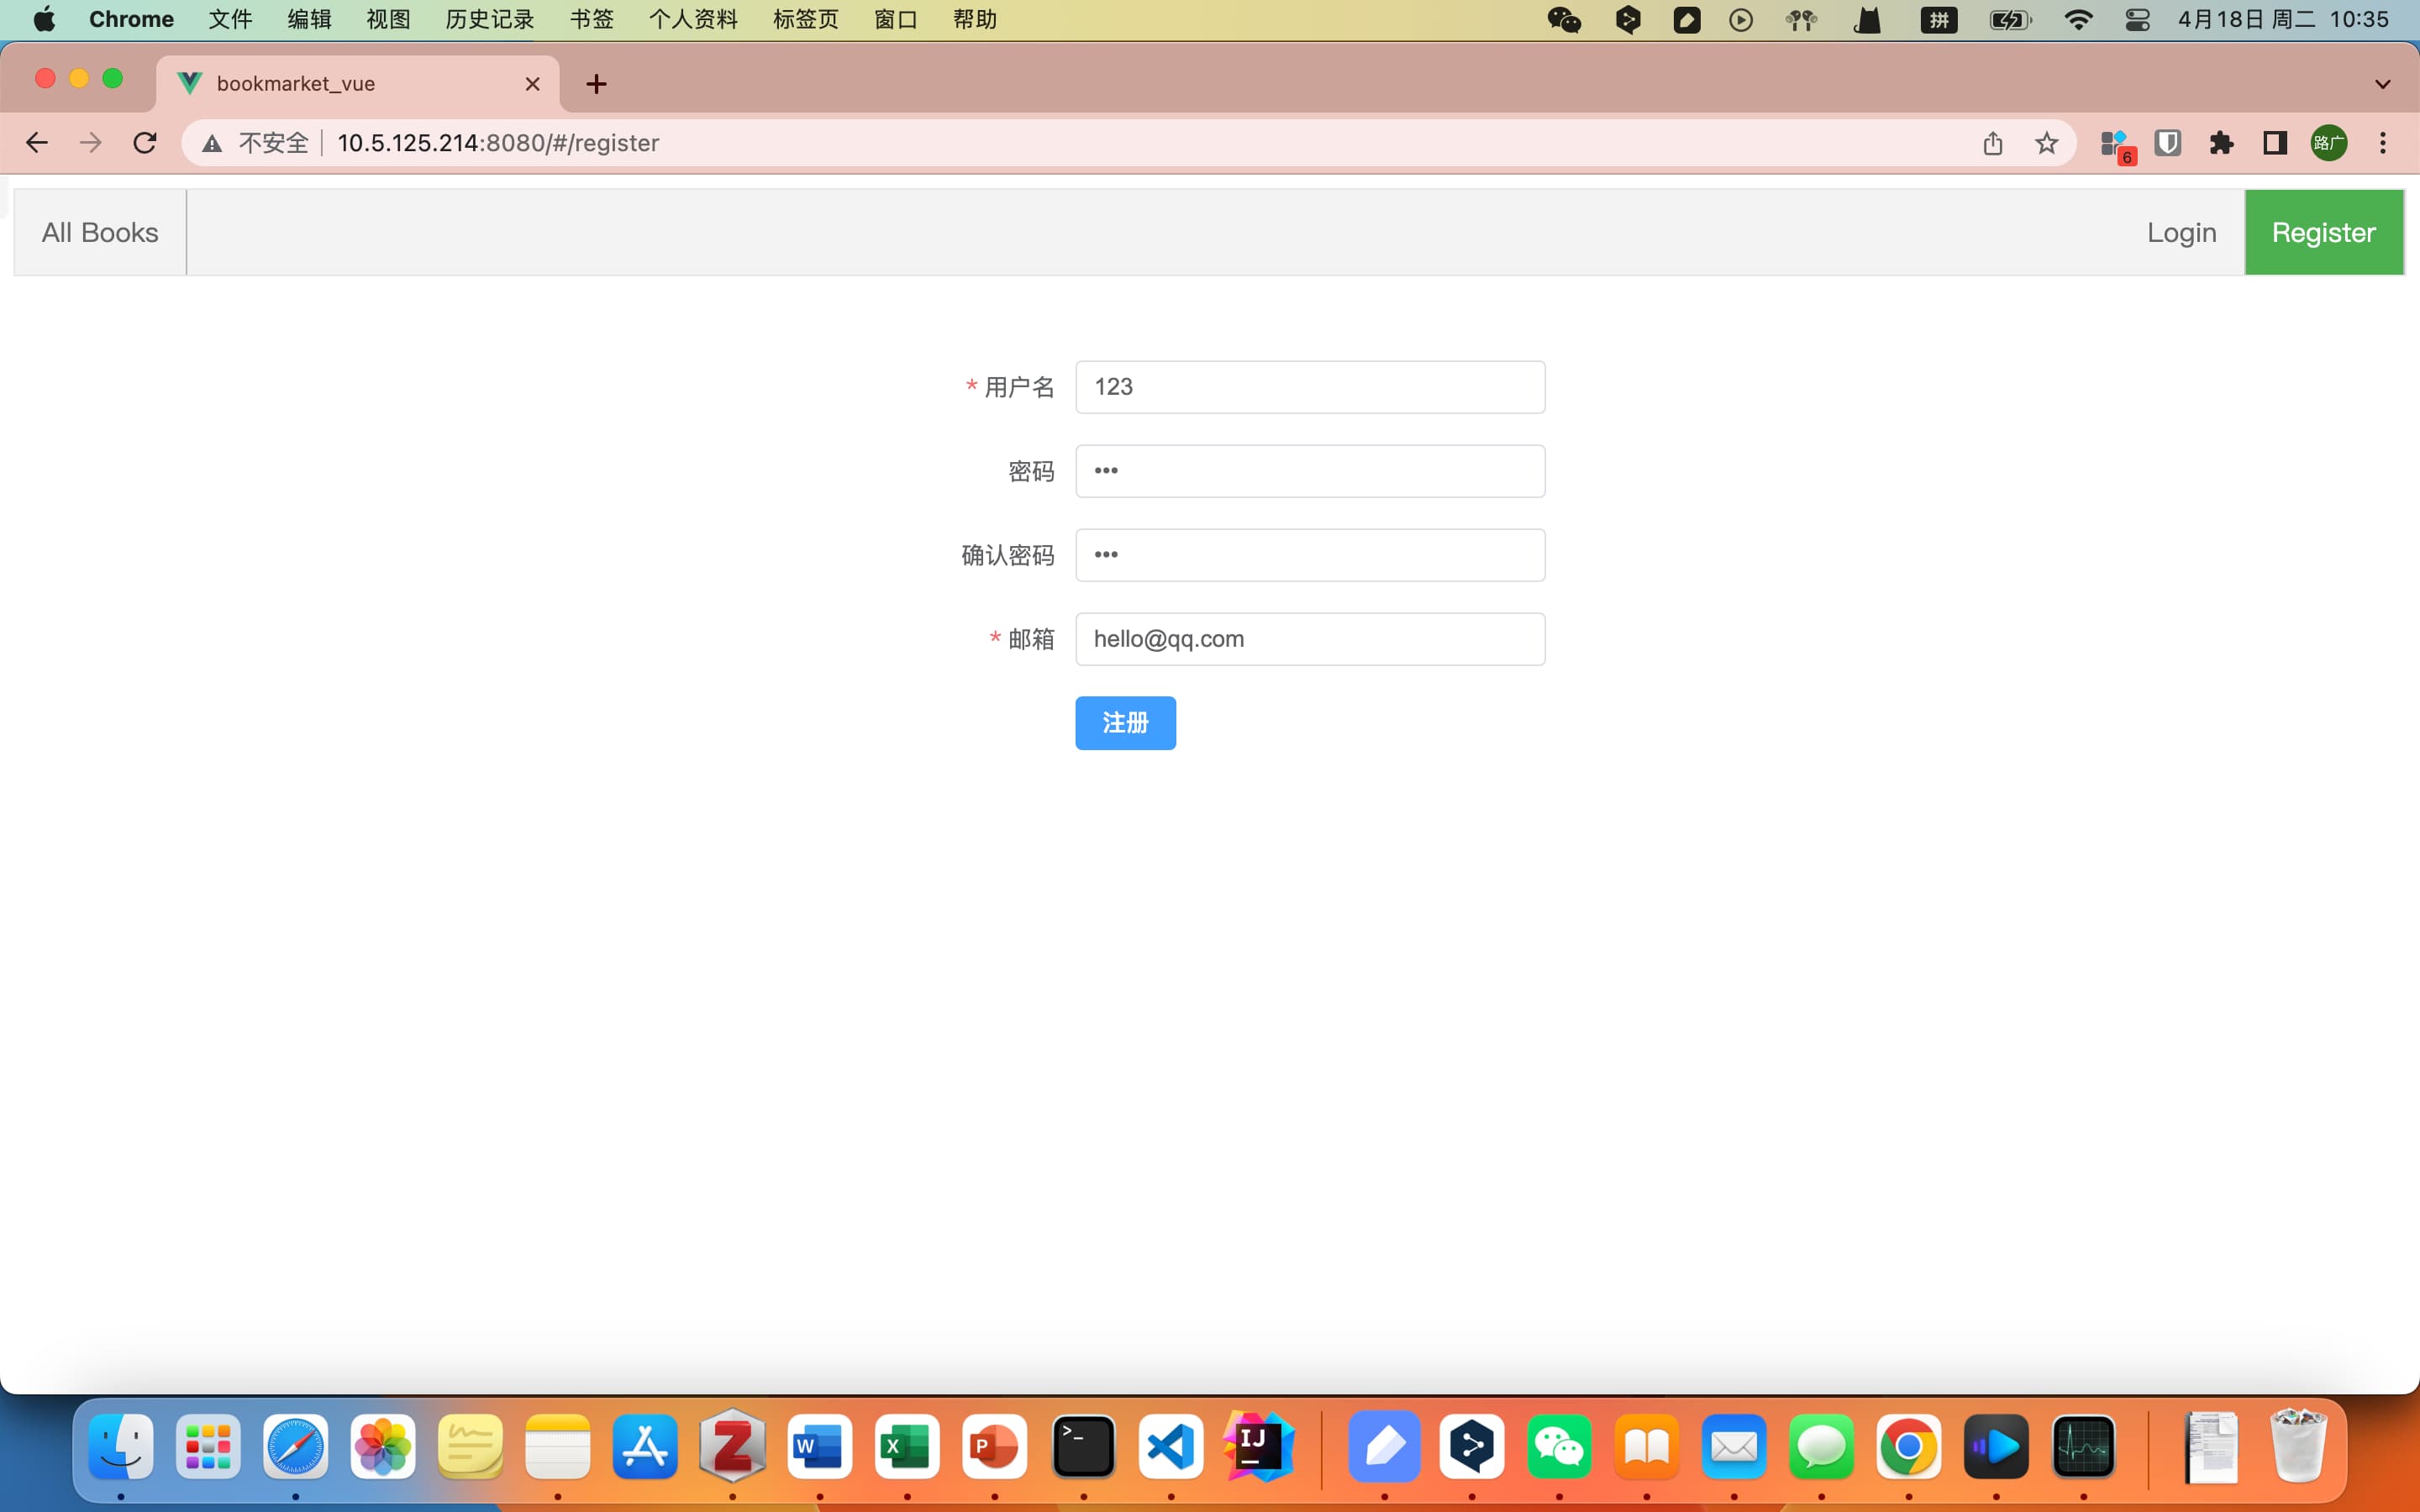 Chrome 文件 编辑 视图 历史记录 书签 个人资料 标签页 窗口 帮助 拼 4月18日 周二 10:35
bookmarket_vue
不安全 10.5.125.214:8080/#/register 6 路广
All Books Login Register
* 用户名 123
密码 •••
确认密码 •••
* 邮箱 hello@qq.com
注册
Z W X P >_ IJ